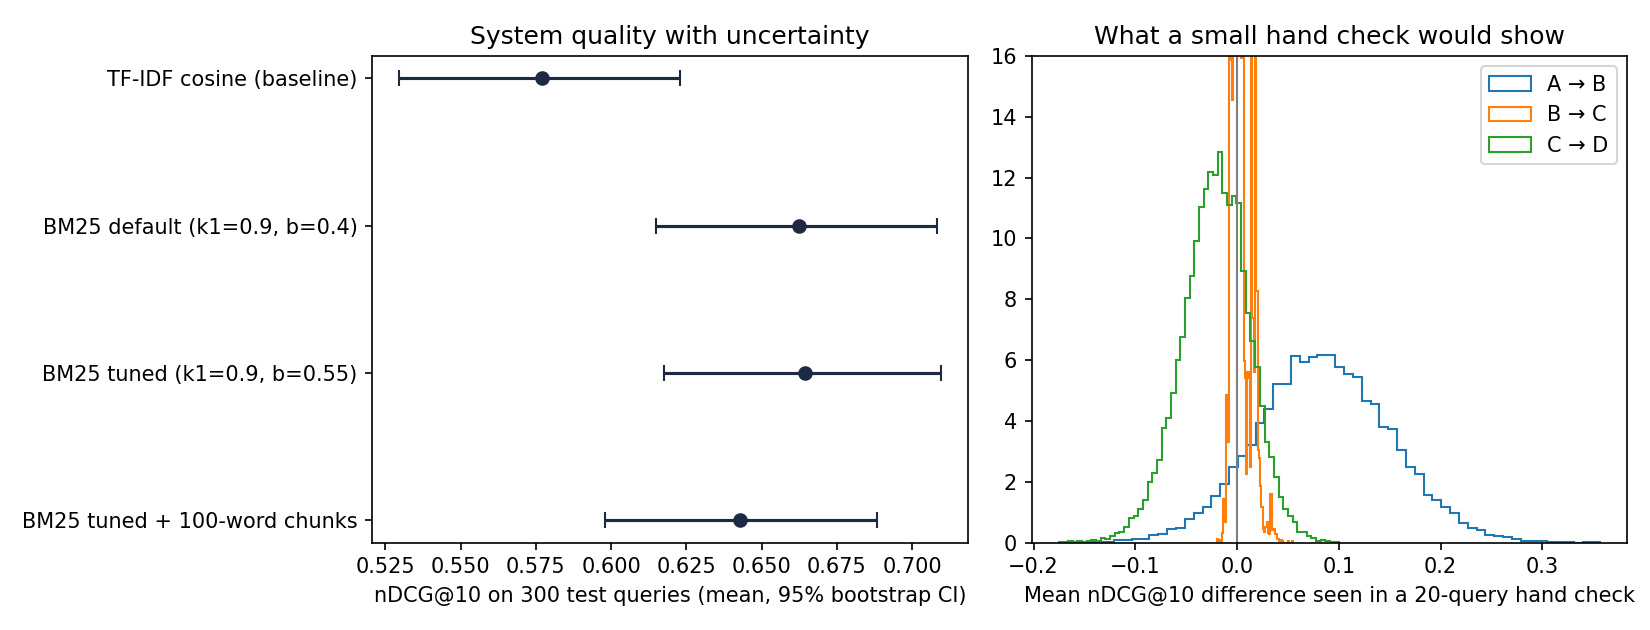 System quality with uncertainty
TF-IDF cosine (baseline)
BM25 default (k1=0.9, b=0.4)
BM25 tuned (k1=0.9, b=0.55)
BM25 tuned + 100-word chunks
0.525 0.550 0.575 0.600 0.625 0.650 0.675 0.700
nDCG@10 on 300 test queries (mean, 95% bootstrap CI)
What a small hand check would show
16
14
12
10
8
6
4
2
0
A → B
B → C
C → D
−0.2 −0.1 0.0 0.1 0.2 0.3
Mean nDCG@10 difference seen in a 20-query hand check